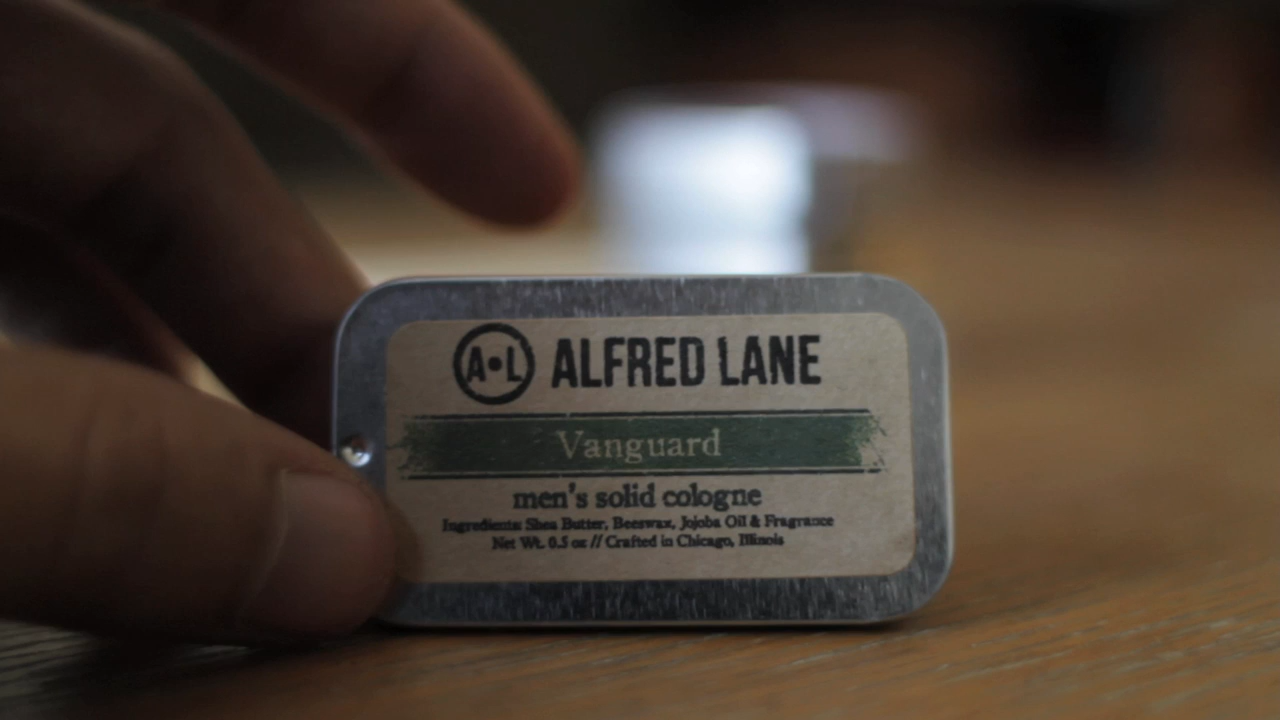 A•L ALFRED LANE
Vanguard
men's solid cologne
Ingredients: Shea Butter, Beeswax, Jojoba Oil & Fragrance
Net Wt. 0.5 oz // Crafted in Chicago, Illinois